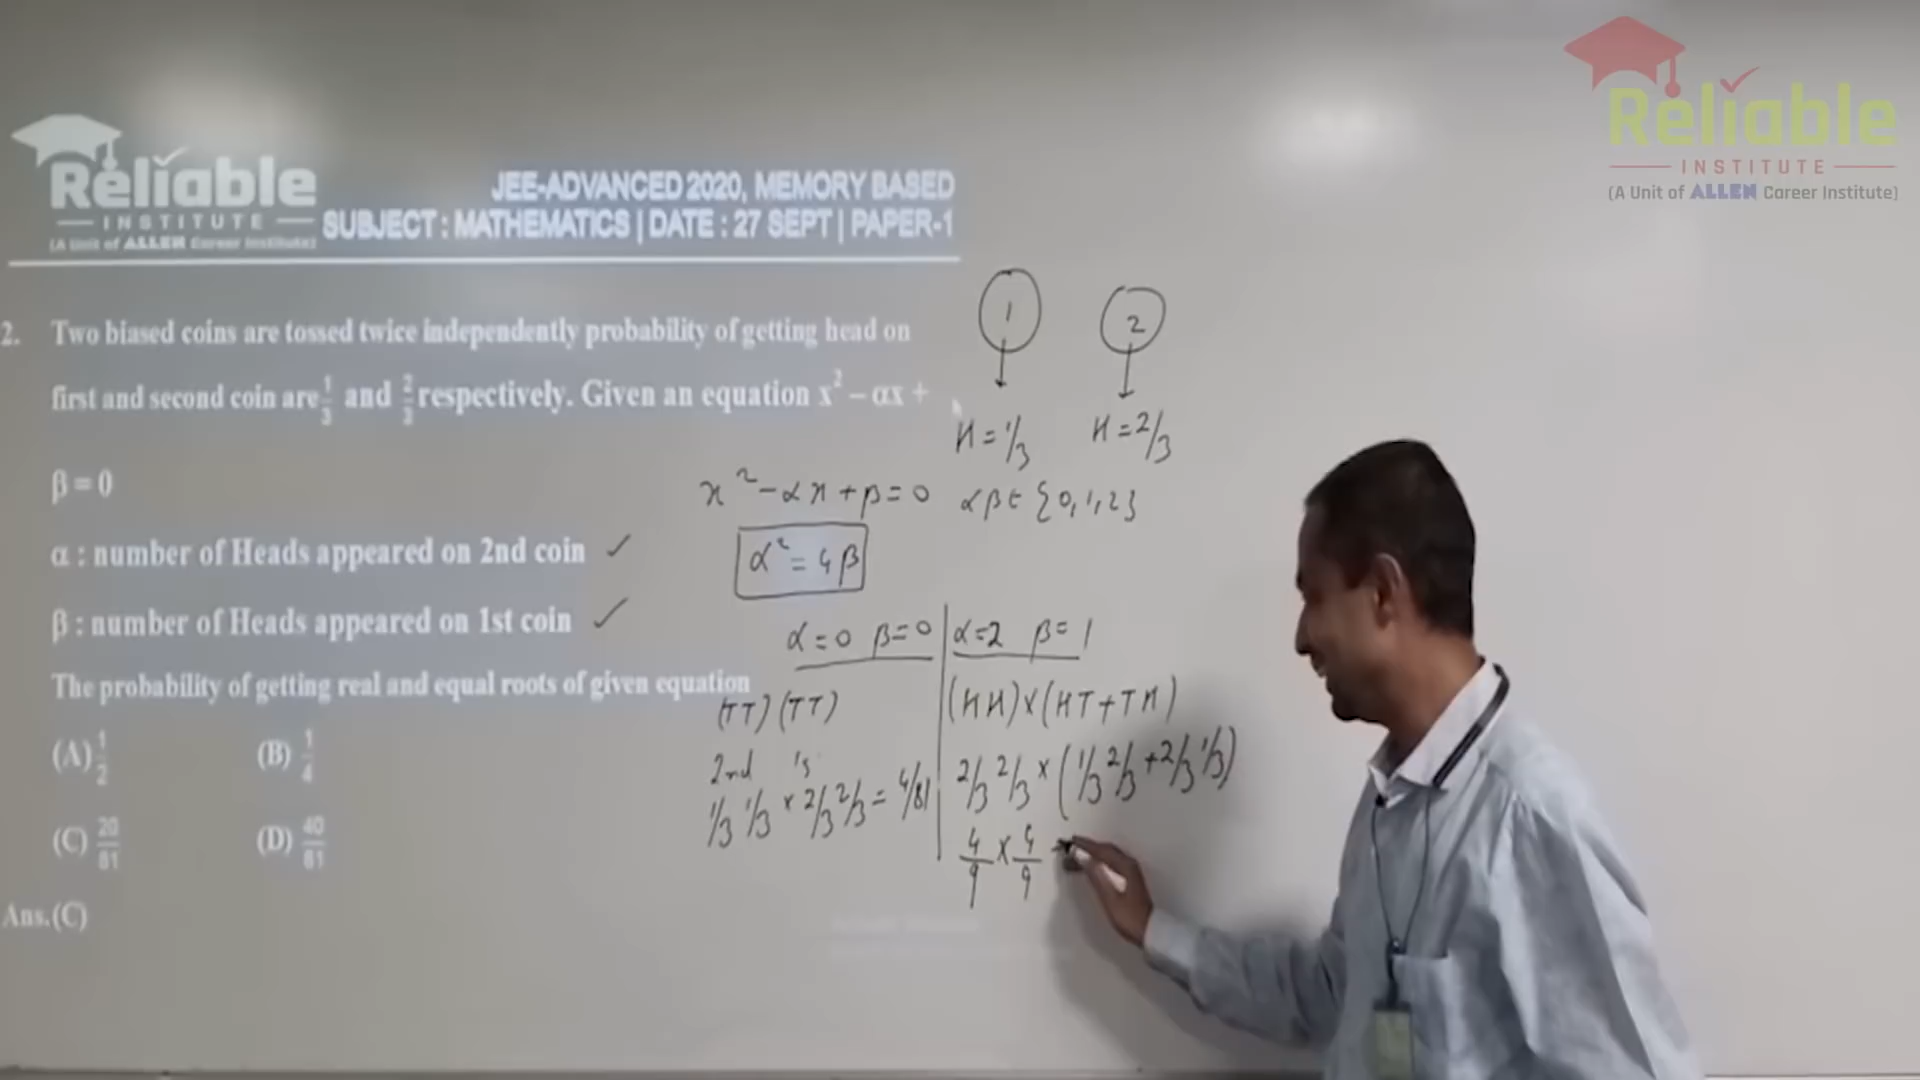 Reliable
INSTITUTE
(A Unit of ALLEN Career Institute)
Reliable
INSTITUTE
(A Unit of ALLEN Career Institute)
JEE-ADVANCED 2020, MEMORY BASED
SUBJECT : MATHEMATICS | DATE : 27 SEPT | PAPER-1
2. Two biased coins are tossed twice independently probability of getting head on
first and second coin are 1/3 and 2/3 respectively. Given an equation x² – αx +
β = 0
α : number of Heads appeared on 2nd coin ✓
β : number of Heads appeared on 1st coin ✓
The probability of getting real and equal roots of given equation
(A) 1/2 (B) 1/4
(C) 20/81 (D) 40/81
Ans.(C)
1 2
H = 1/3 H = 2/3
x² - αx + β = 0 α β ∈ {0, 1, 2}
α² = 4β
α = 0 β = 0 α = 2 β = 1
(TT) (TT) (HH) × (HT + TH)
2nd 1s
1/3 1/3 × 2/3 2/3 = 4/81 2/3 2/3 × (1/3 2/3 + 2/3 1/3)
4/9 × 4/9